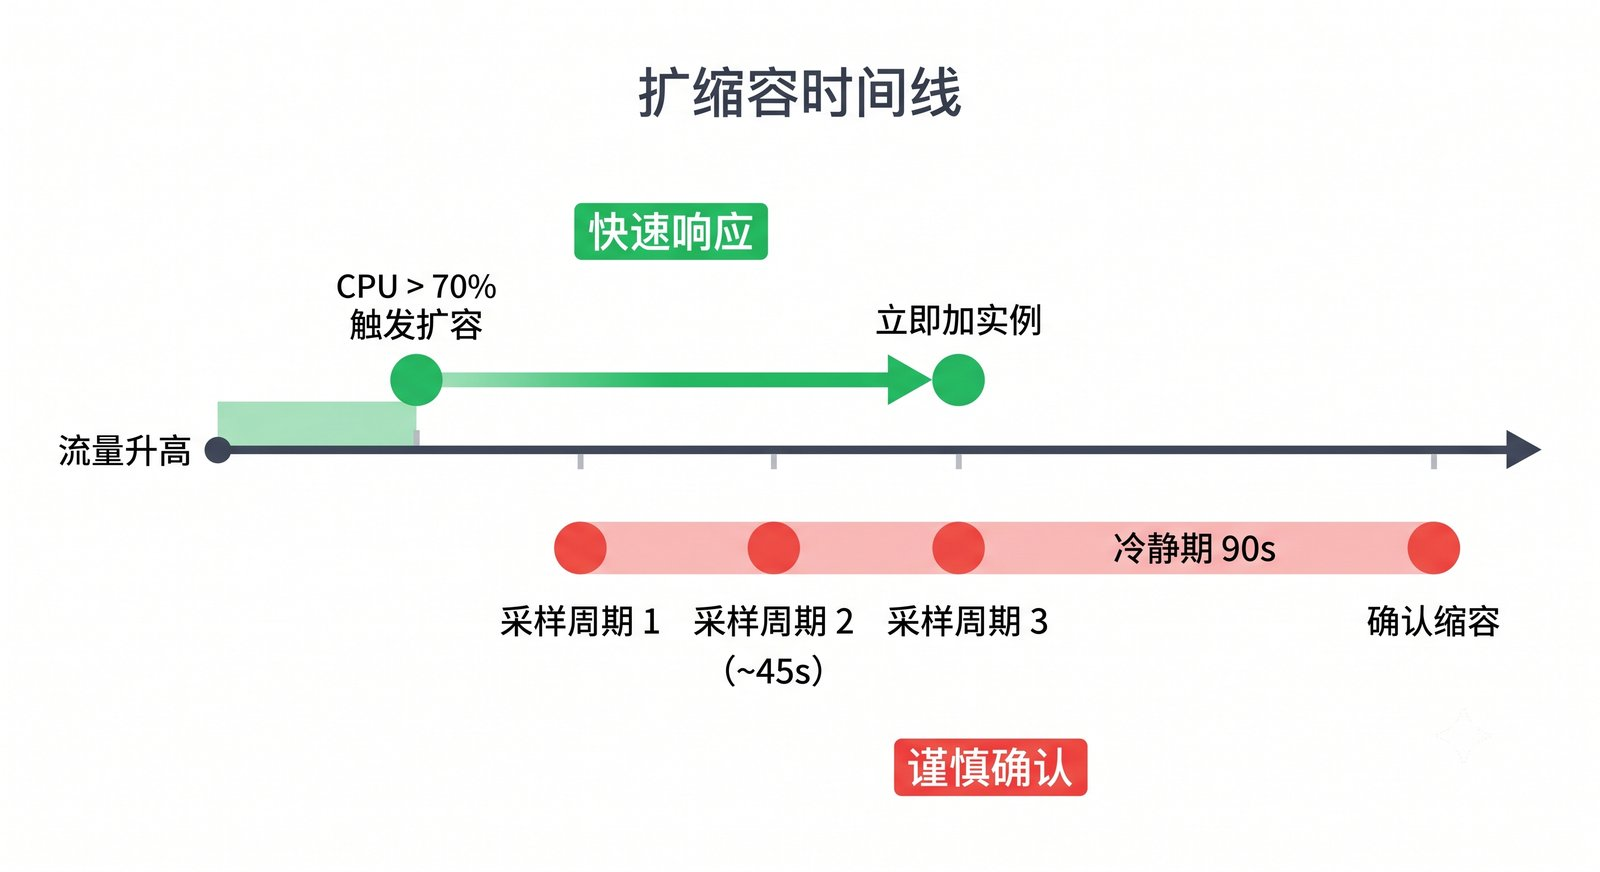 扩缩容时间线
快速响应
CPU > 70%
触发扩容
立即加实例
流量升高
冷静期 90s
采样周期 1
采样周期 2
(~45s)
采样周期 3
确认缩容
谨慎确认